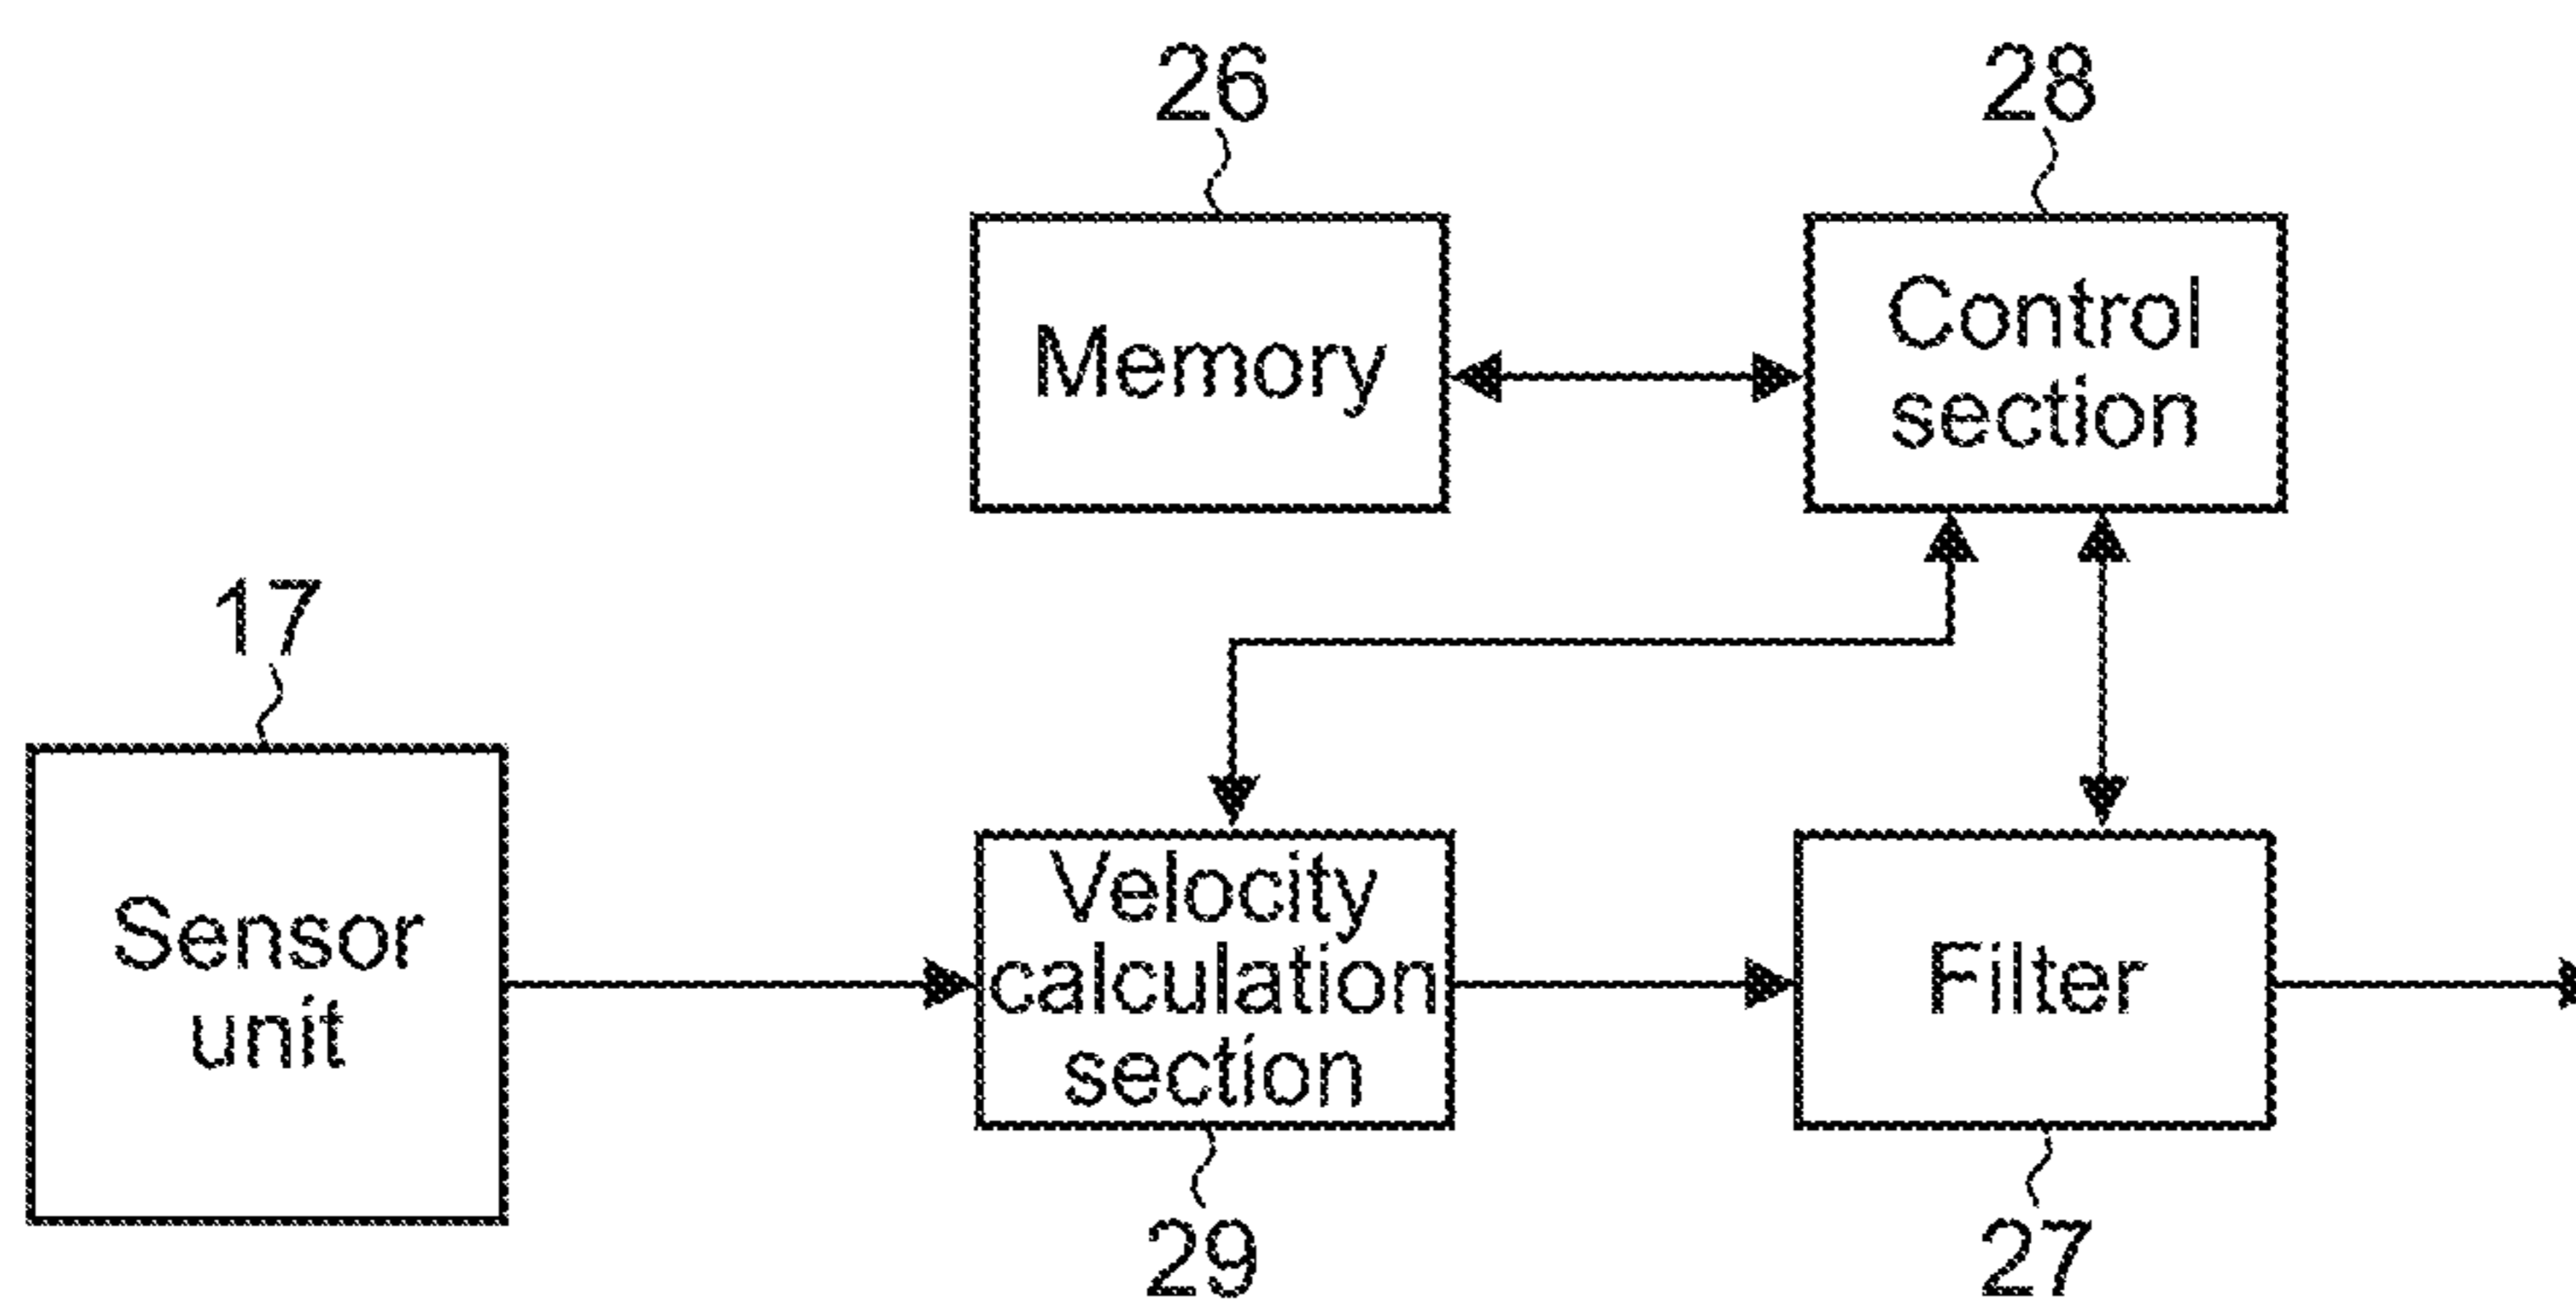 26
28
Memory
Control
section
17
Sensor
unit
Velocity
calculation
section
Filter
29
27